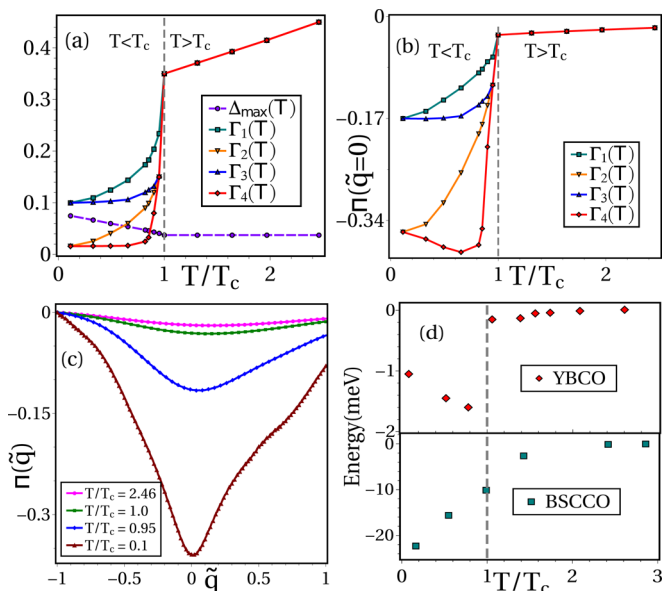 (a)
T<Tc
T>Tc
0.4
0.3
0.2
0.1
0
Δmax(T)
Γ1(T)
Γ2(T)
Γ3(T)
Γ4(T)
0
1
2
T/Tc
(b)
T<Tc
T>Tc
0
−0.17
−0.34
Π(q̃=0)
Γ1(T)
Γ2(T)
Γ3(T)
Γ4(T)
0
1
2
T/Tc
(c)
0
−0.15
−0.3
Π(q̃)
T/Tc = 2.46
T/Tc = 1.0
T/Tc = 0.95
T/Tc = 0.1
−1
−0.5
0
0.5
1
q̃
(d)
0
−1
−2
YBCO
Energy(meV)
0
−10
−20
BSCCO
0
1
2
3
T/Tc